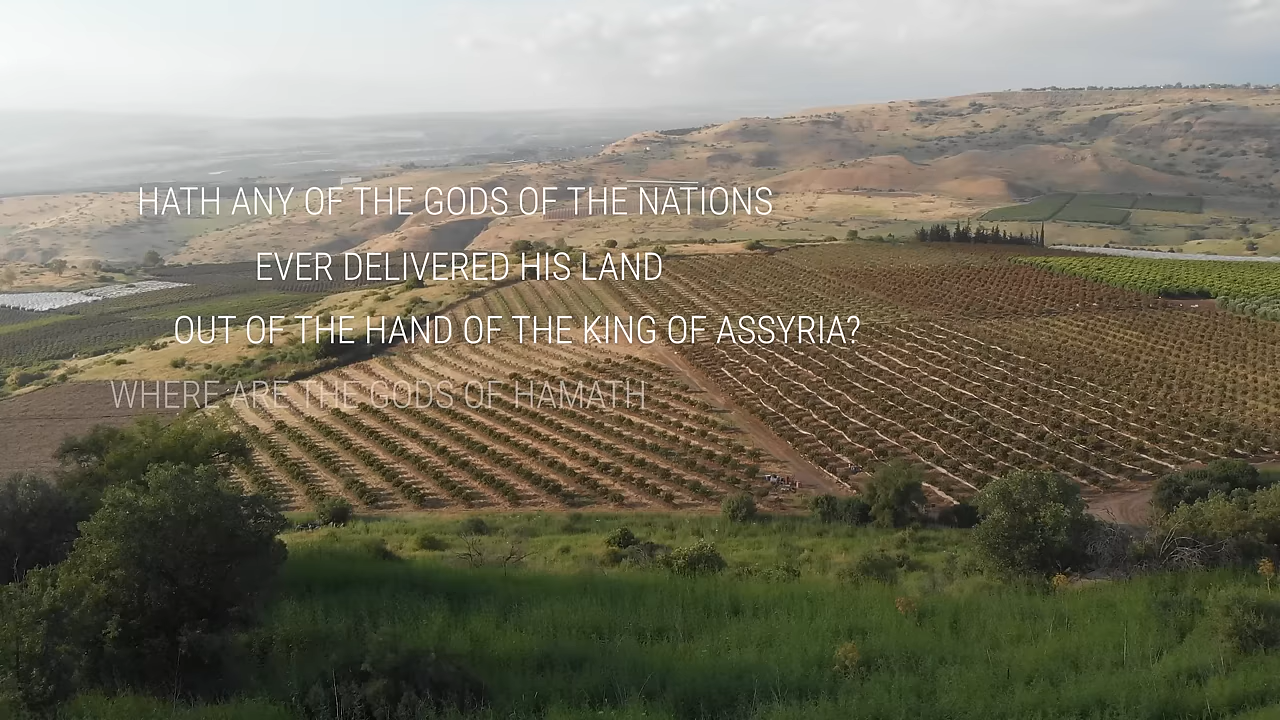 HATH ANY OF THE GODS OF THE NATIONS
EVER DELIVERED HIS LAND
OUT OF THE HAND OF THE KING OF ASSYRIA?
WHERE ARE THE GODS OF HAMATH